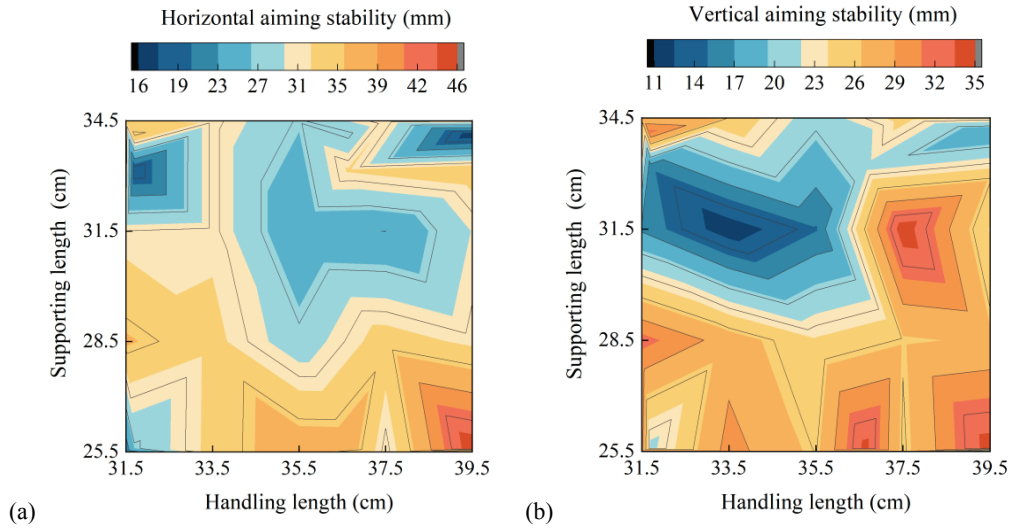 Horizontal aiming stability (mm)
16 19 23 27 31 35 39 42 46
Supporting length (cm)
34.5
31.5
28.5
25.5
31.5 33.5 35.5 37.5 39.5
Handling length (cm)
(a)
Vertical aiming stability (mm)
11 14 17 20 23 26 29 32 35
Supporting length (cm)
34.5
31.5
28.5
25.5
31.5 33.5 35.5 37.5 39.5
Handling length (cm)
(b)